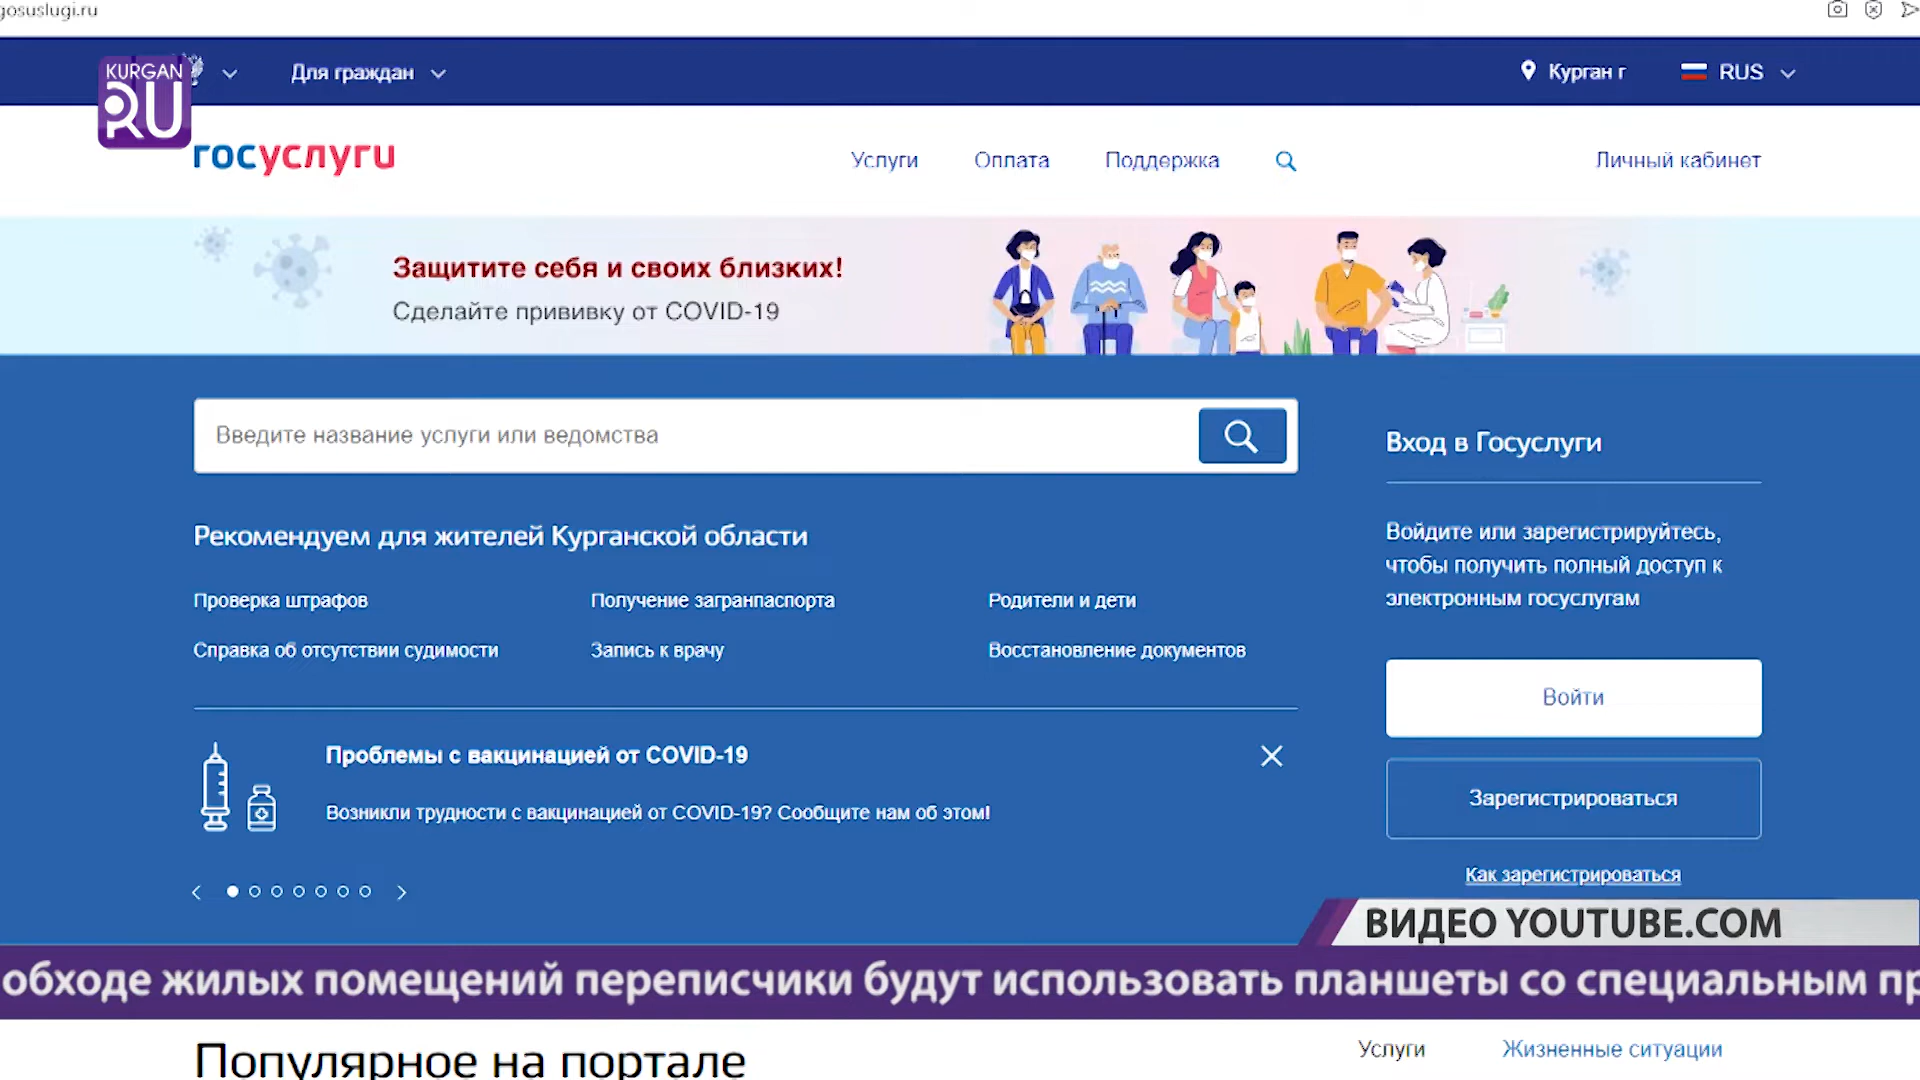 gosuslugi.ru
KURGAN
RU
Для граждан
Курган г
RUS
госуслуги
Услуги
Оплата
Поддержка
Личный кабинет
Защитите себя и своих близких!
Сделайте прививку от COVID-19
Введите название услуги или ведомства
Вход в Госуслуги
Войдите или зарегистрируйтесь,
чтобы получить полный доступ к
электронным госуслугам
Рекомендуем для жителей Курганской области
Проверка штрафов
Получение загранпаспорта
Родители и дети
Справка об отсутствии судимости
Запись к врачу
Восстановление документов
Войти
Проблемы с вакцинацией от COVID-19
Возникли трудности с вакцинацией от COVID-19? Сообщите нам об этом!
Зарегистрироваться
Как зарегистрироваться
ВИДЕО YOUTUBE.COM
обходе жилых помещений переписчики будут использовать планшеты со специальным пр
Популярное на портале
Услуги
Жизненные ситуации